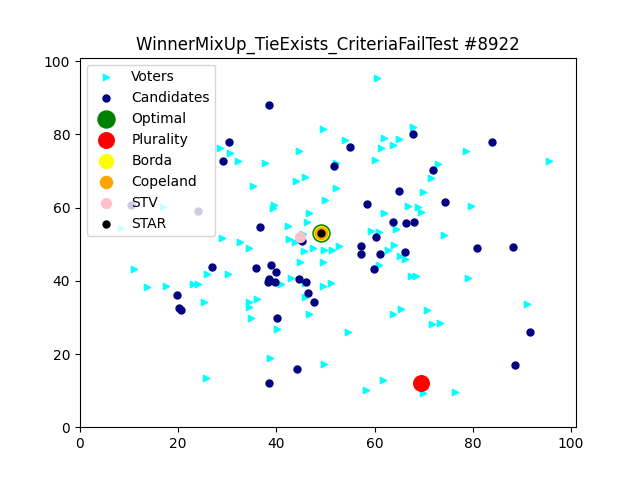 WinnerMixUp_TieExists_CriteriaFailTest #8922
100
80
60
40
20
0
Voters
Candidates
Optimal
Plurality
Borda
Copeland
STV
STAR
0 20 40 60 80 100